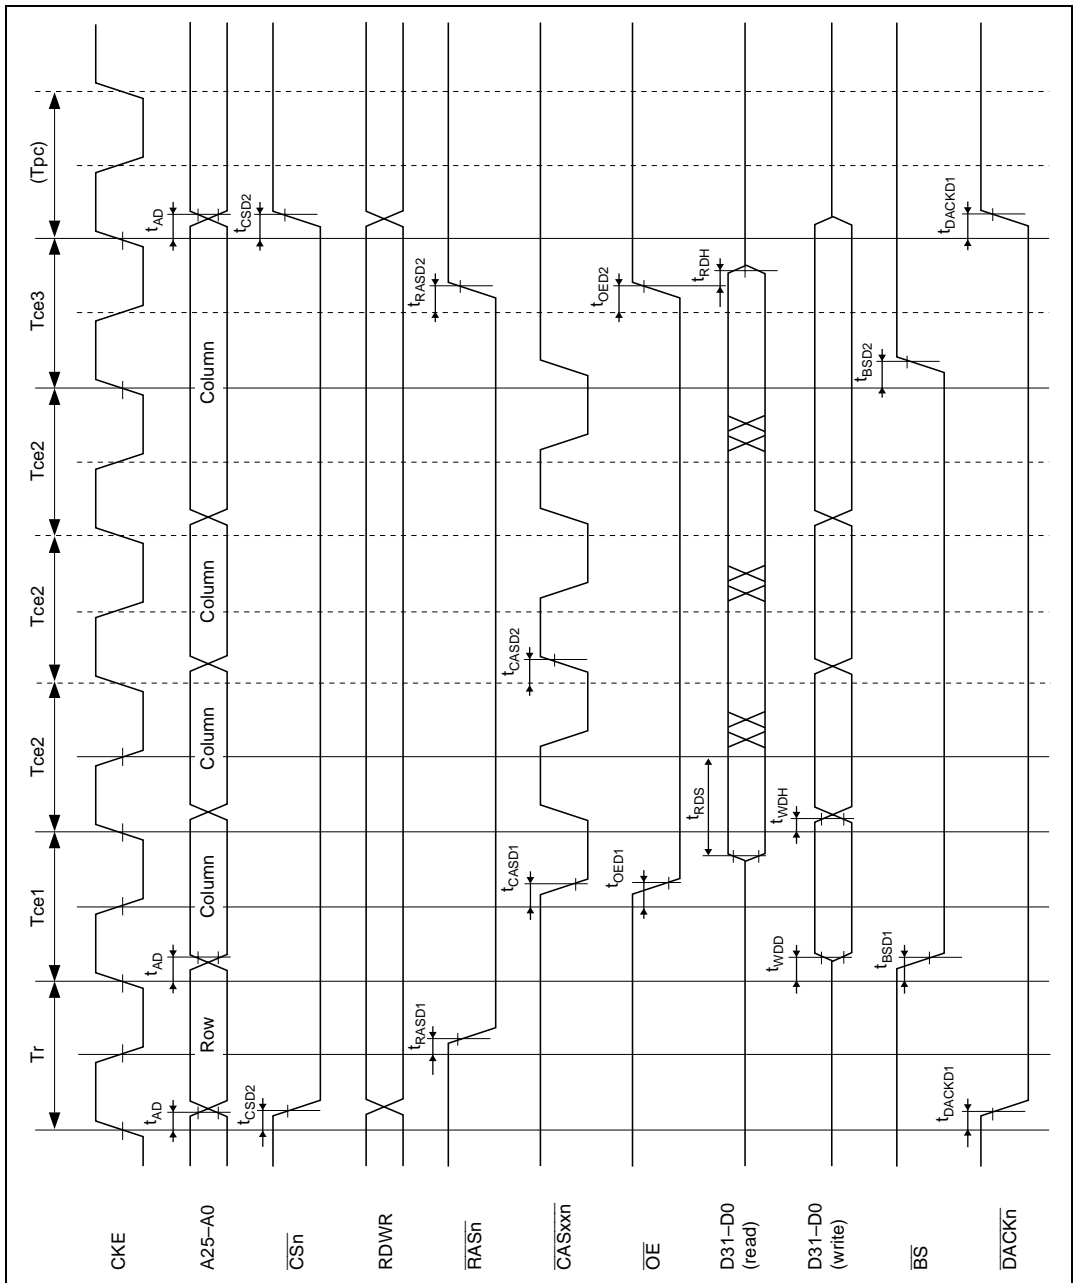 Tr
Tce1
Tce2
Tce2
Tce2
Tce3
(Tpc)
CKE
A25–A0
tAD
Row
tAD
Column
Column
Column
Column
tAD
CSn
tCSD2
tCSD2
RDWR
RASn
tRASD1
tRASD2
CASxxn
tCASD1
tCASD2
OE
tOED1
tOED2
D31–D0
(read)
tRDS
tRDH
D31–D0
(write)
tWDD
tWDH
BS
tBSD1
tBSD2
DACKn
tDACKD1
tDACKD1